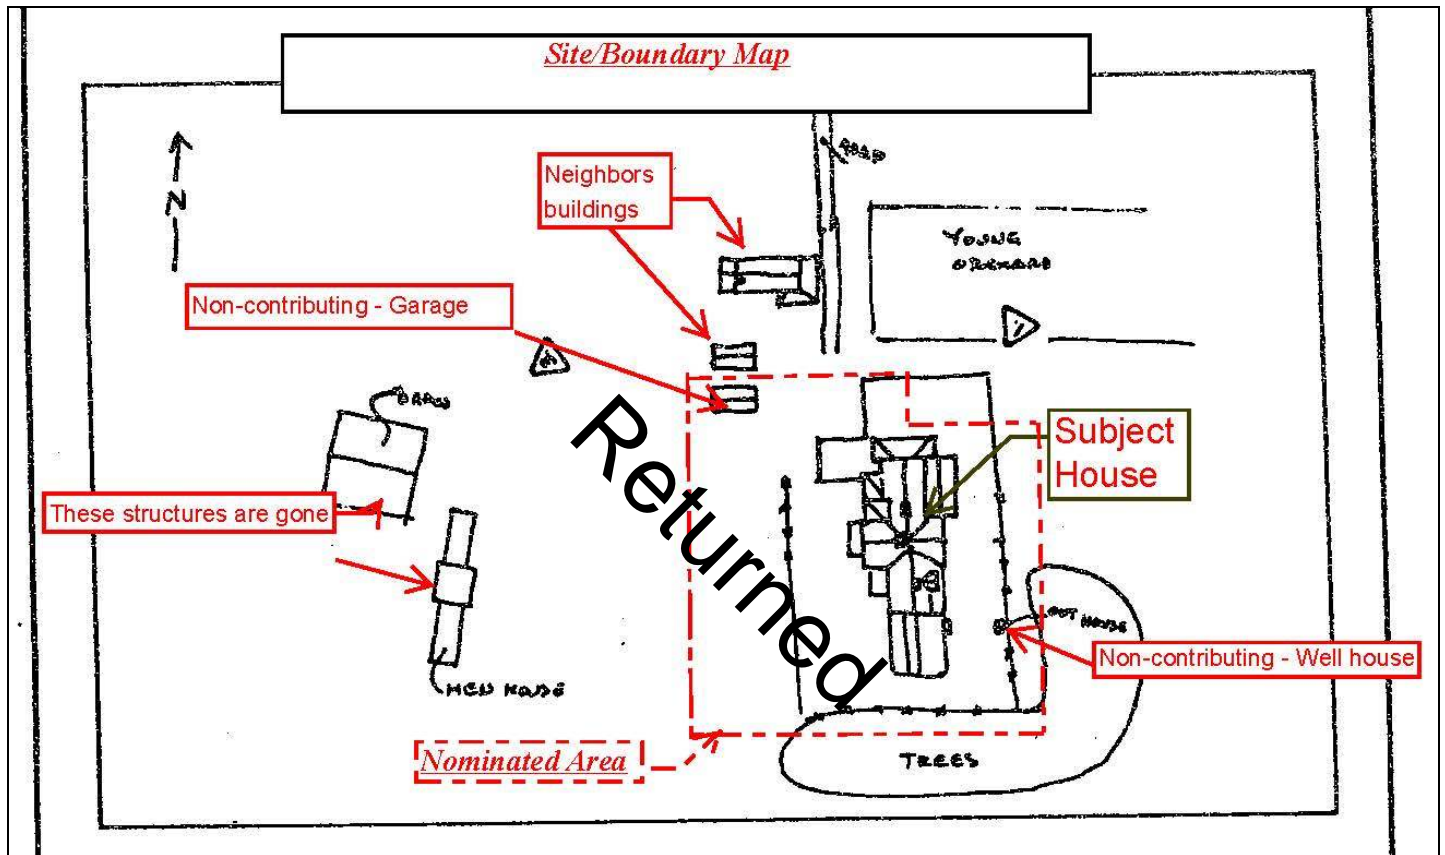 Site/Boundary Map
ROAD
N
Neighbors
buildings
YOUNG
ORCHARD
Non-contributing - Garage
BARN
Subject
House
These structures are gone
Returned
OUT HOUSE
Non-contributing - Well house
HEN HOUSE
Nominated Area
TREES